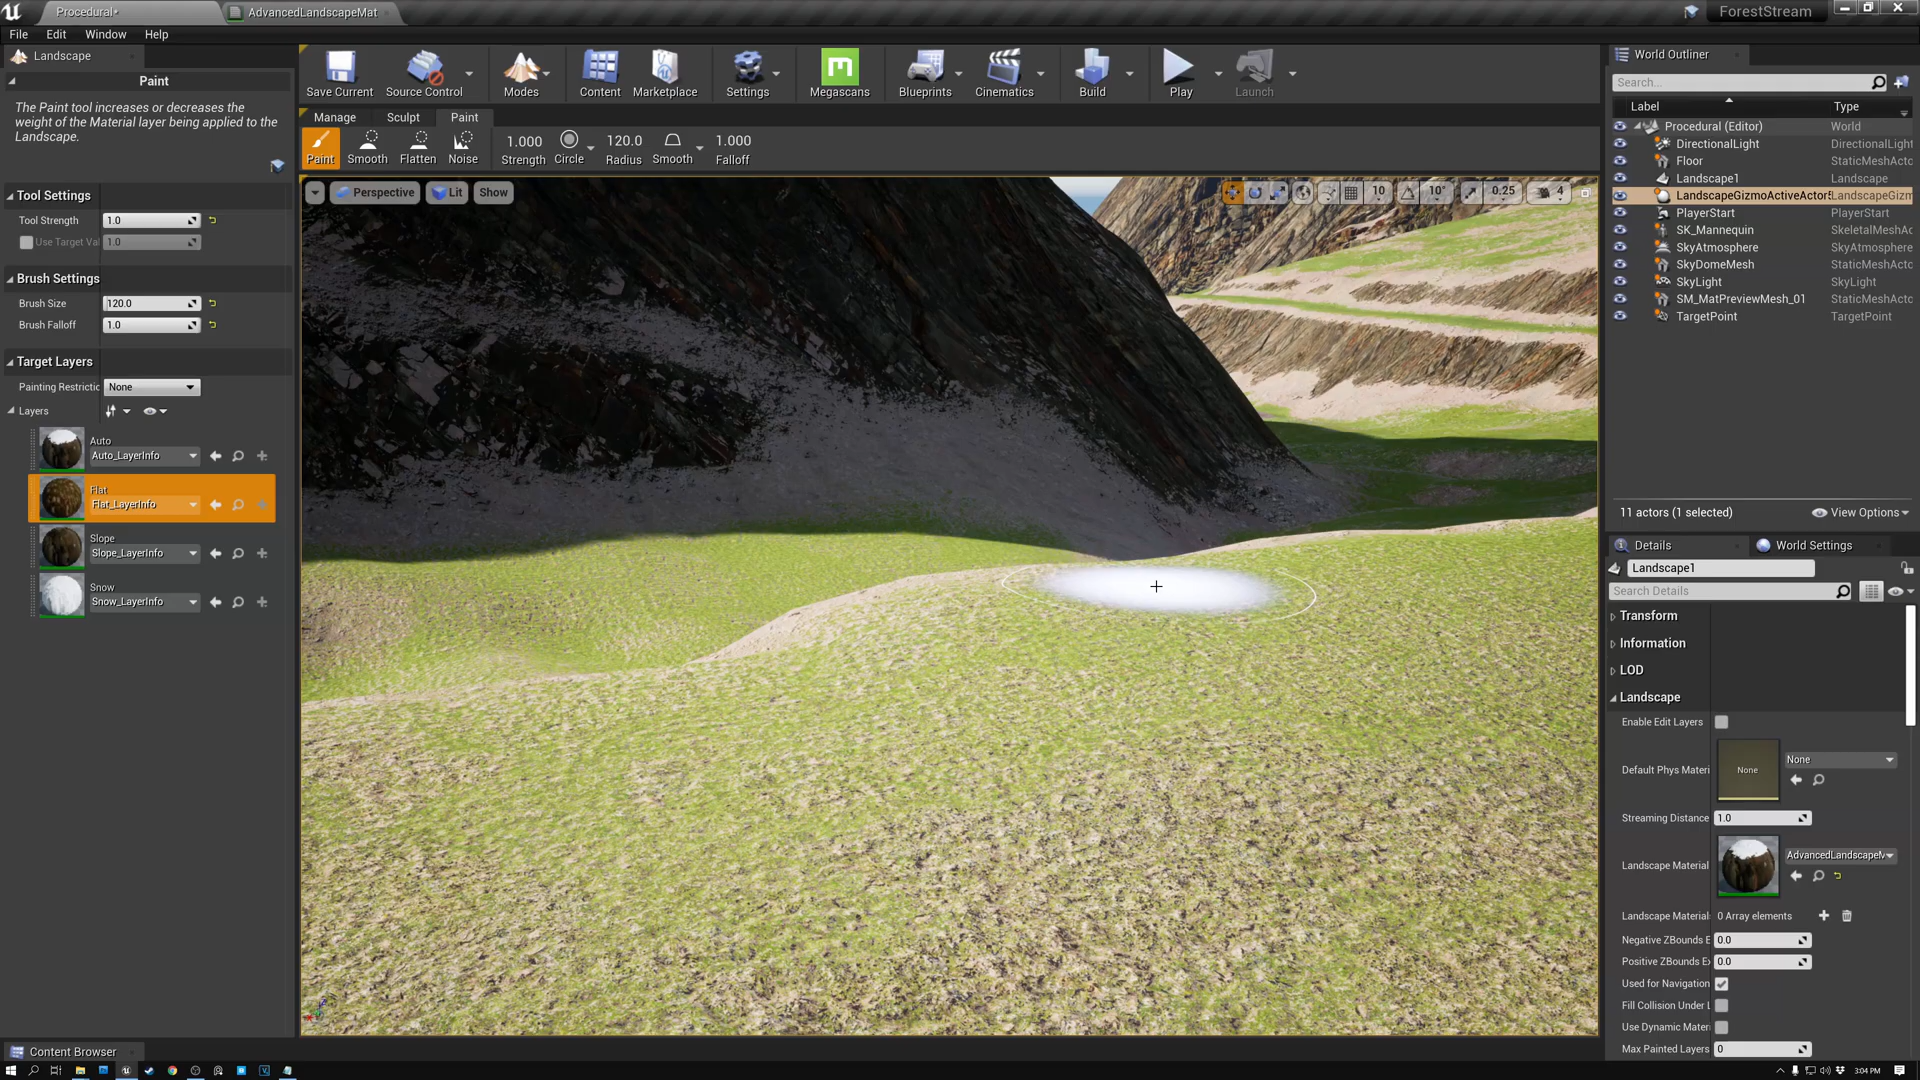 Procedural*
AdvancedLandscapeMat
ForestStream
File
Edit
Window
Help
Landscape
Paint
The Paint tool increases or decreases the
weight of the Material layer being applied to the
Landscape.
Tool Settings
Tool Strength
1.0
Use Target Val
1.0
Brush Settings
Brush Size
120.0
Brush Falloff
1.0
Target Layers
Painting Restrictic
None
Layers
Auto
Auto_LayerInfo
Flat
Flat_LayerInfo
Slope
Slope_LayerInfo
Snow
Snow_LayerInfo
Save Current
Source Control
Modes
Content
Marketplace
Settings
Megascans
Blueprints
Cinematics
Build
Play
Launch
Manage
Sculpt
Paint
Paint
Smooth
Flatten
Noise
1.000
Strength
Circle
120.0
Radius
Smooth
1.000
Falloff
Perspective
Lit
Show
10
10°
0.25
4
World Outliner
Search...
Label
Type
Procedural (Editor)
World
DirectionalLight
DirectionalLight
Floor
StaticMeshActo
Landscape1
Landscape
LandscapeGizmoActiveActor
LandscapeGizm
PlayerStart
PlayerStart
SK_Mannequin
SkeletalMeshAc
SkyAtmosphere
SkyAtmosphere
SkyDomeMesh
StaticMeshActo
SkyLight
SkyLight
SM_MatPreviewMesh_01
StaticMeshActo
TargetPoint
TargetPoint
11 actors (1 selected)
View Options
Details
World Settings
Landscape1
Search Details
Transform
Information
LOD
Landscape
Enable Edit Layers
Default Phys Materi
None
None
Streaming Distance
1.0
Landscape Material
AdvancedLandscapeM
Landscape Material
0 Array elements
Negative ZBounds E
0.0
Positive ZBounds E
0.0
Used for Navigation
Fill Collision Under L
Use Dynamic Mater
Max Painted Layers
0
Content Browser
3:04 PM